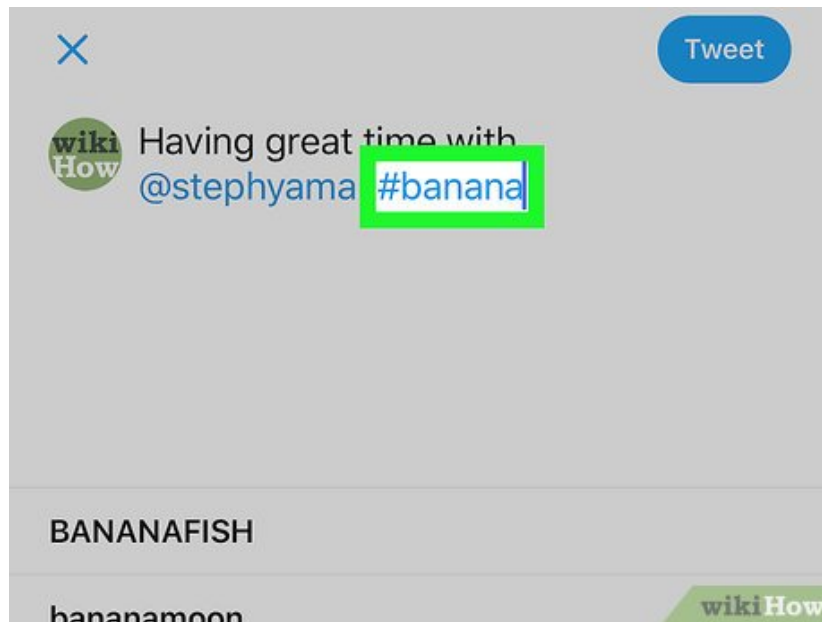 Tweet
wiki
How
Having great time with
@stephyama #banana
BANANAFISH
bananamoon
wikiHow